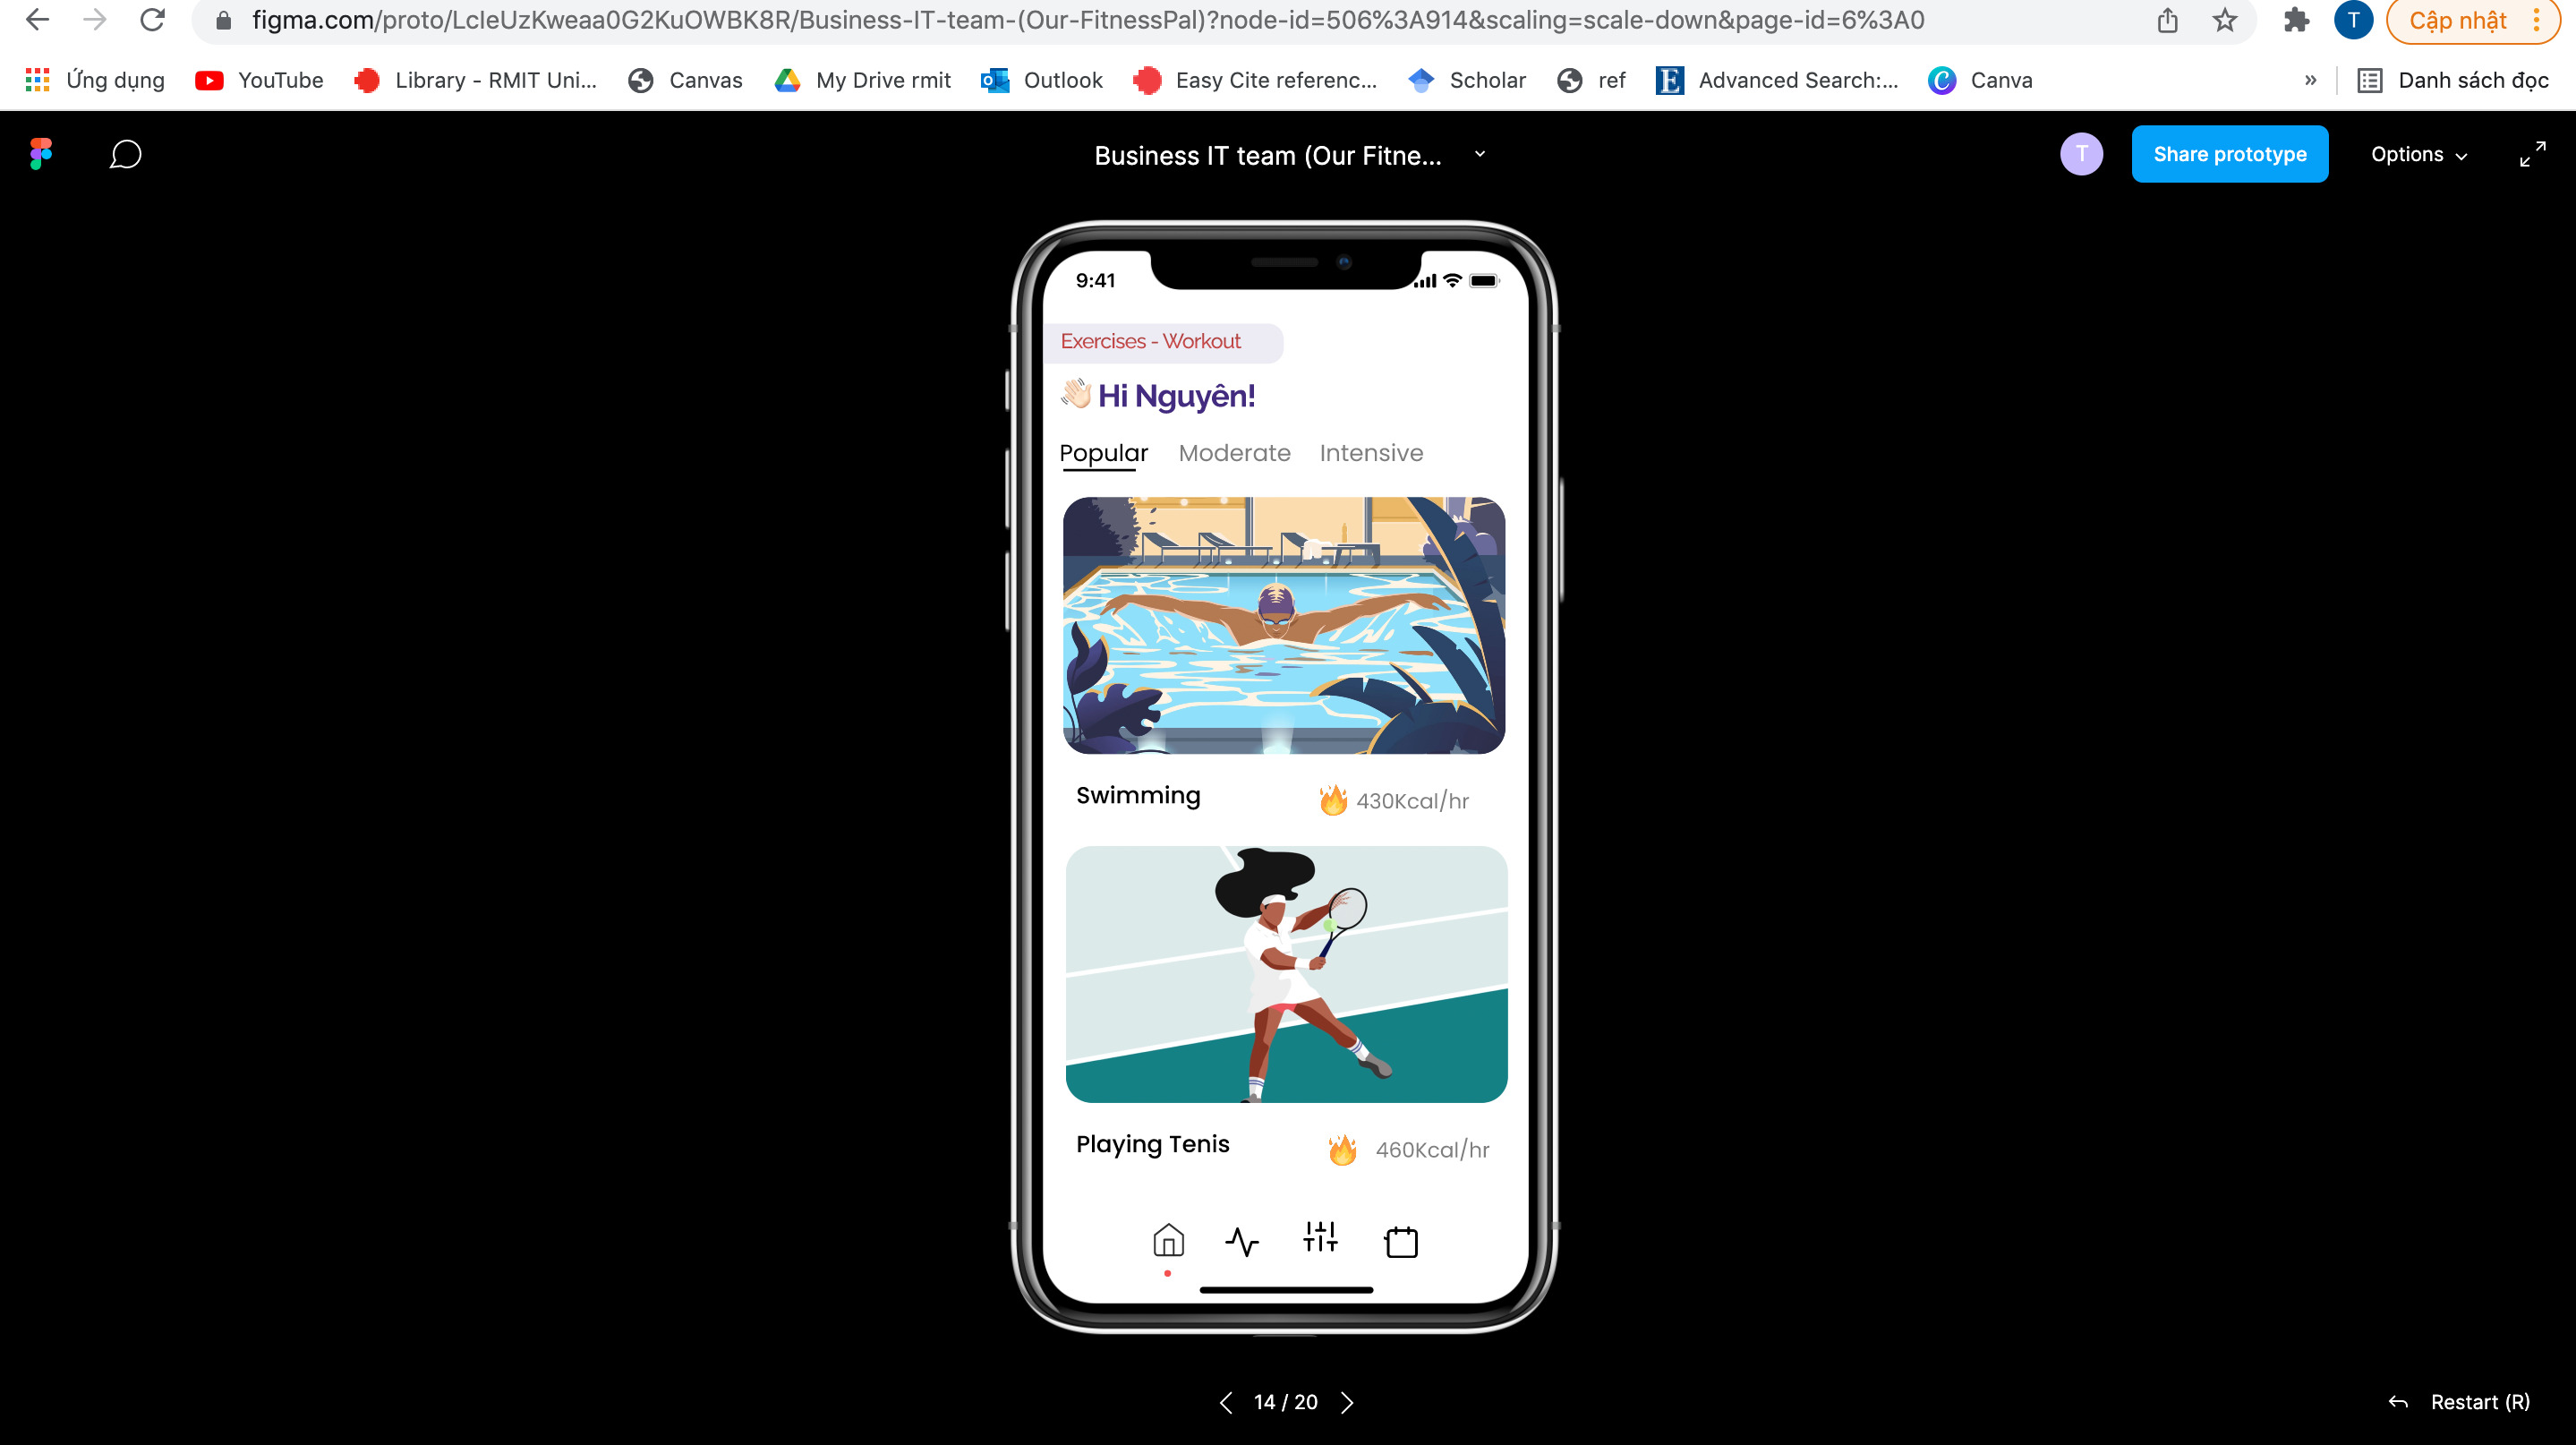 figma.com/proto/LcIeUzKweaa0G2KuOWBK8R/Business-IT-team-(Our-FitnessPal)?node-id=506%3A914&scaling=scale-down&page-id=6%3A0
T
Cập nhật
Ứng dụng
YouTube
Library - RMIT Uni...
Canvas
My Drive rmit
Outlook
Easy Cite referenc...
Scholar
ref
Advanced Search:...
Canva
»
Danh sách đọc
Business IT team (Our Fitne...
T
Share prototype
Options
9:41
Exercises - Workout
👋🏻 Hi Nguyên!
Popular
Moderate
Intensive
Swimming
🔥 430Kcal/hr
Playing Tenis
🔥 460Kcal/hr
14 / 20
Restart (R)